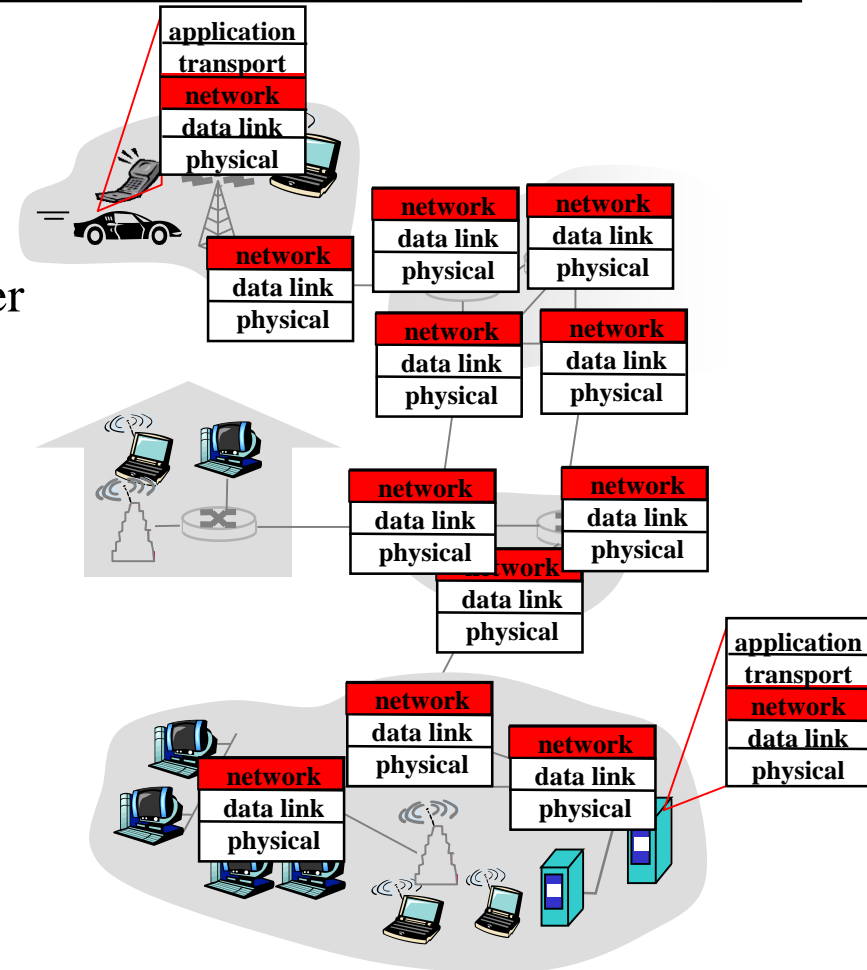 application
transport
network
data link
physical
network
data link
physical
network
data link
physical
network
data link
physical
er
network
data link
physical
network
data link
physical
network
data link
physical
network
data link
physical
network
data link
physical
application
transport
network
data link
physical
network
data link
physical
network
data link
physical
network
data link
physical